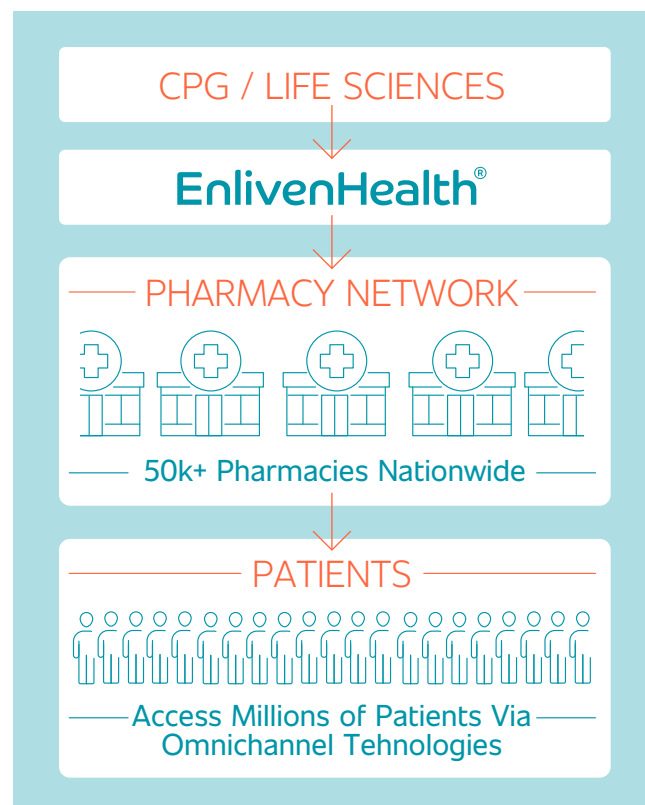 CPG / LIFE SCIENCES
EnlivenHealth®
PHARMACY NETWORK
50k+ Pharmacies Nationwide
PATIENTS
Access Millions of Patients Via
Omnichannel Tehnologies